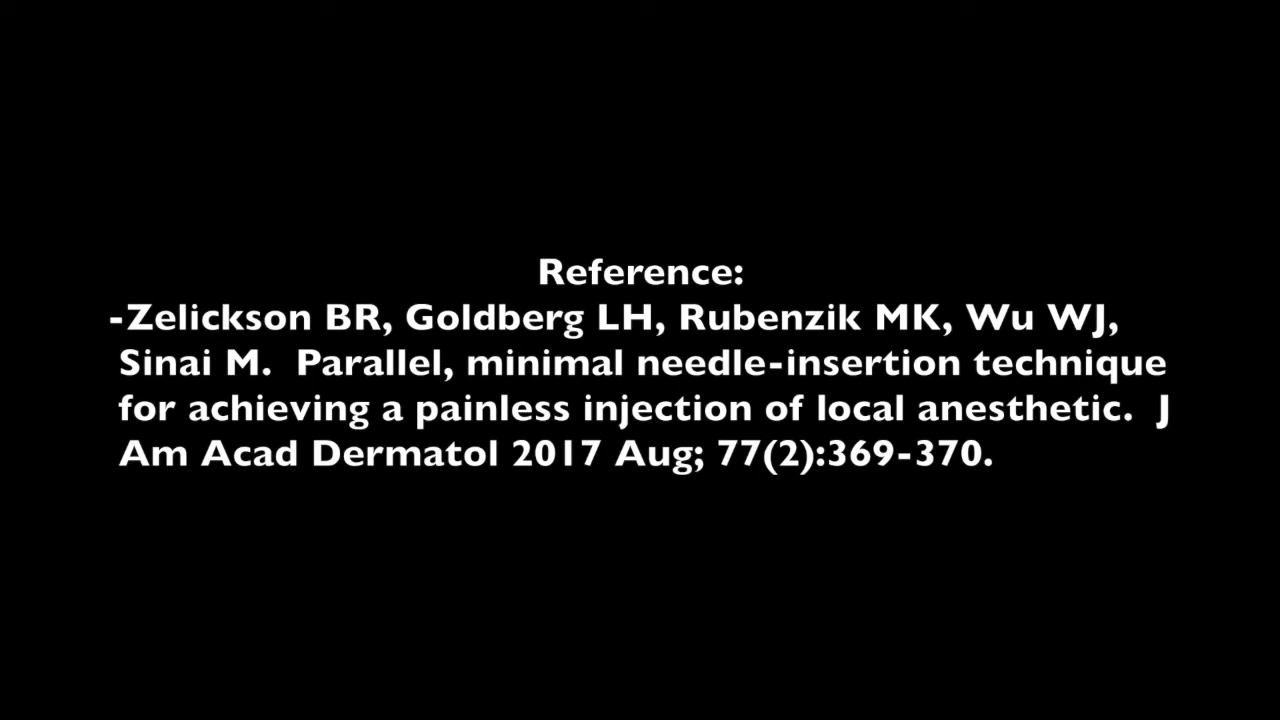 Reference:
-Zelickson BR, Goldberg LH, Rubenzik MK, Wu WJ,
Sinai M.  Parallel, minimal needle-insertion technique
for achieving a painless injection of local anesthetic.  J
Am Acad Dermatol 2017 Aug; 77(2):369-370.